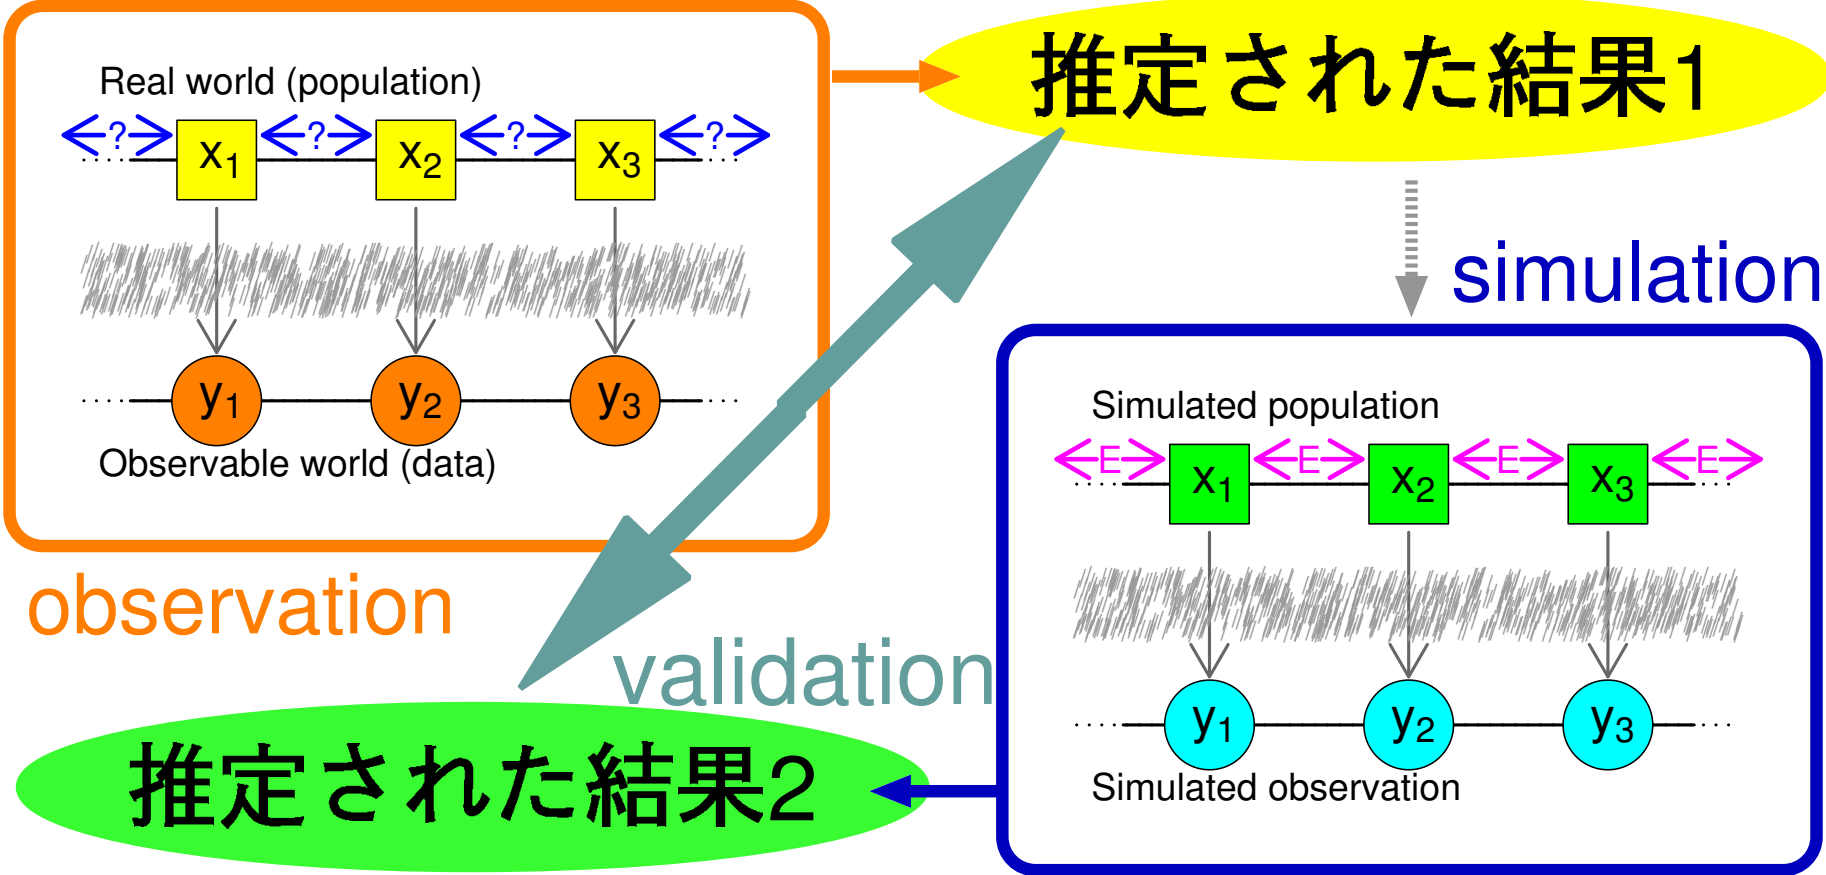 Real world (population)
? ? ? ?
x1 x2 x3
y1 y2 y3
Observable world (data)
observation
推定された結果1
simulation
validation
Simulated population
E E E E
x1 x2 x3
y1 y2 y3
Simulated observation
推定された結果2